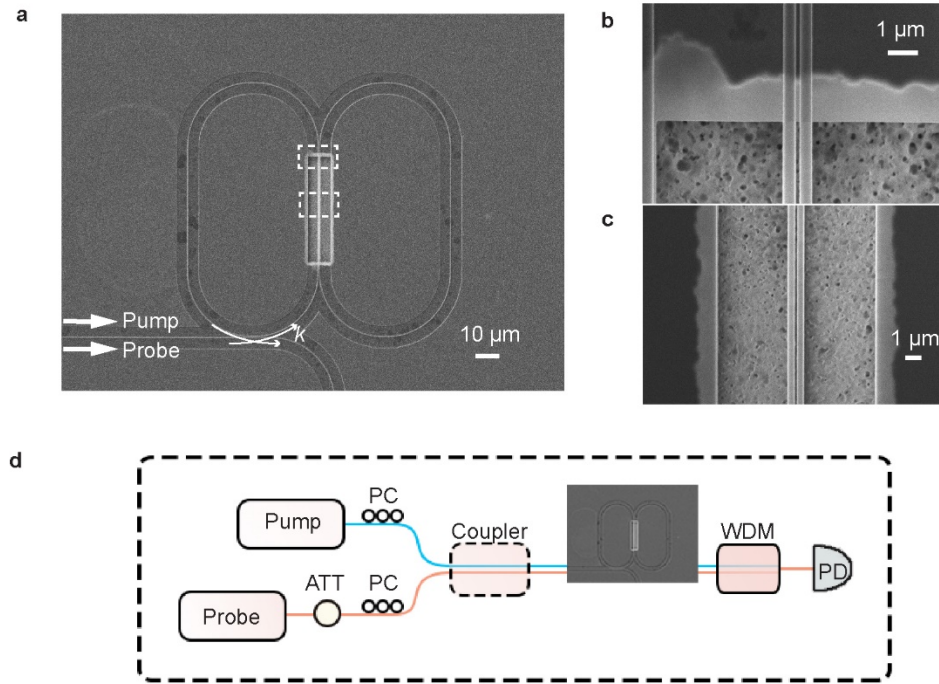 a
Pump
Probe
k
10 μm
b
1 μm
c
1 μm
d
Pump
PC
Coupler
WDM
PD
ATT
PC
Probe